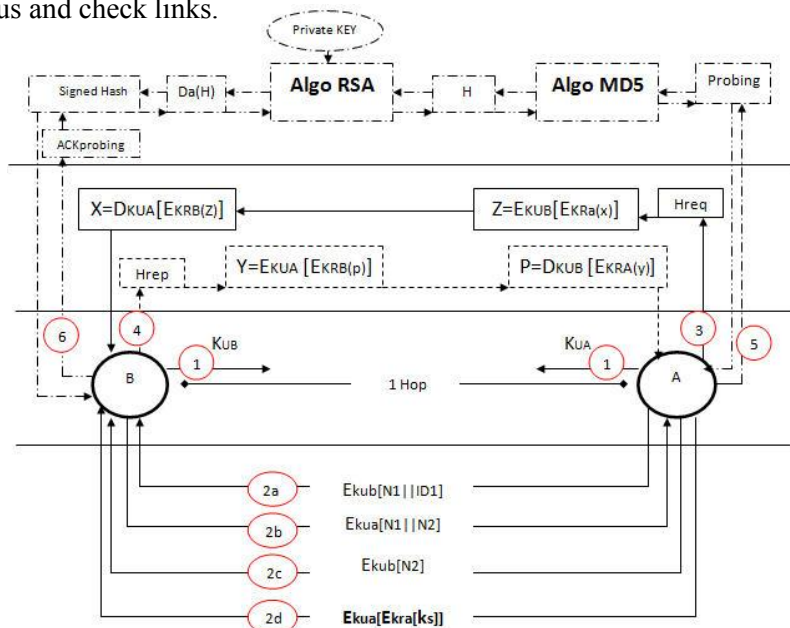 us and check links.
Private KEY
Signed Hash
Da(H)
Algo RSA
H
Algo MD5
Probing
ACKprobing
X=DKUA[EKRB(Z)]
Z=EKUB[EKRa(x)]
Hreq
Hrep
Y=EKUA [EKRB(p)]
P=DKUB [EKRA(y)]
6
4
KUB
KUA
3
5
1
1
B
1 Hop
A
2a
Ekub[N1||ID1]
2b
Ekua[N1||N2]
2c
Ekub[N2]
2d
Ekua[Ekra[ks]]